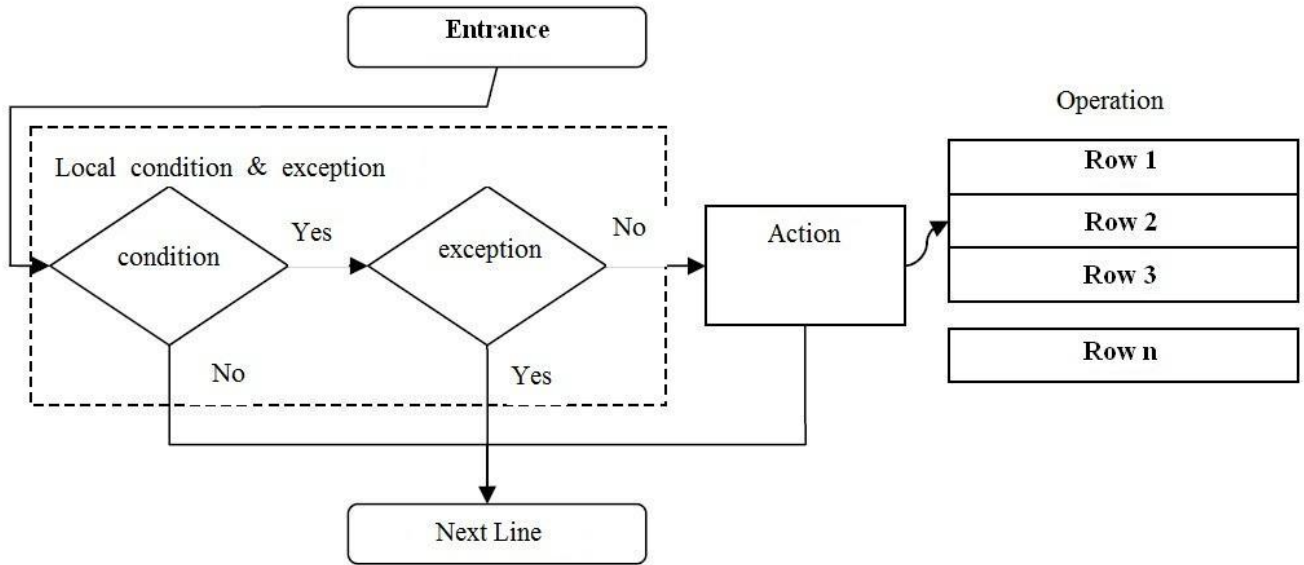 Entrance
Operation
Local condition & exception
condition
Yes
exception
No
Action
Row 1
Row 2
Row 3
Row n
No
Yes
Next Line